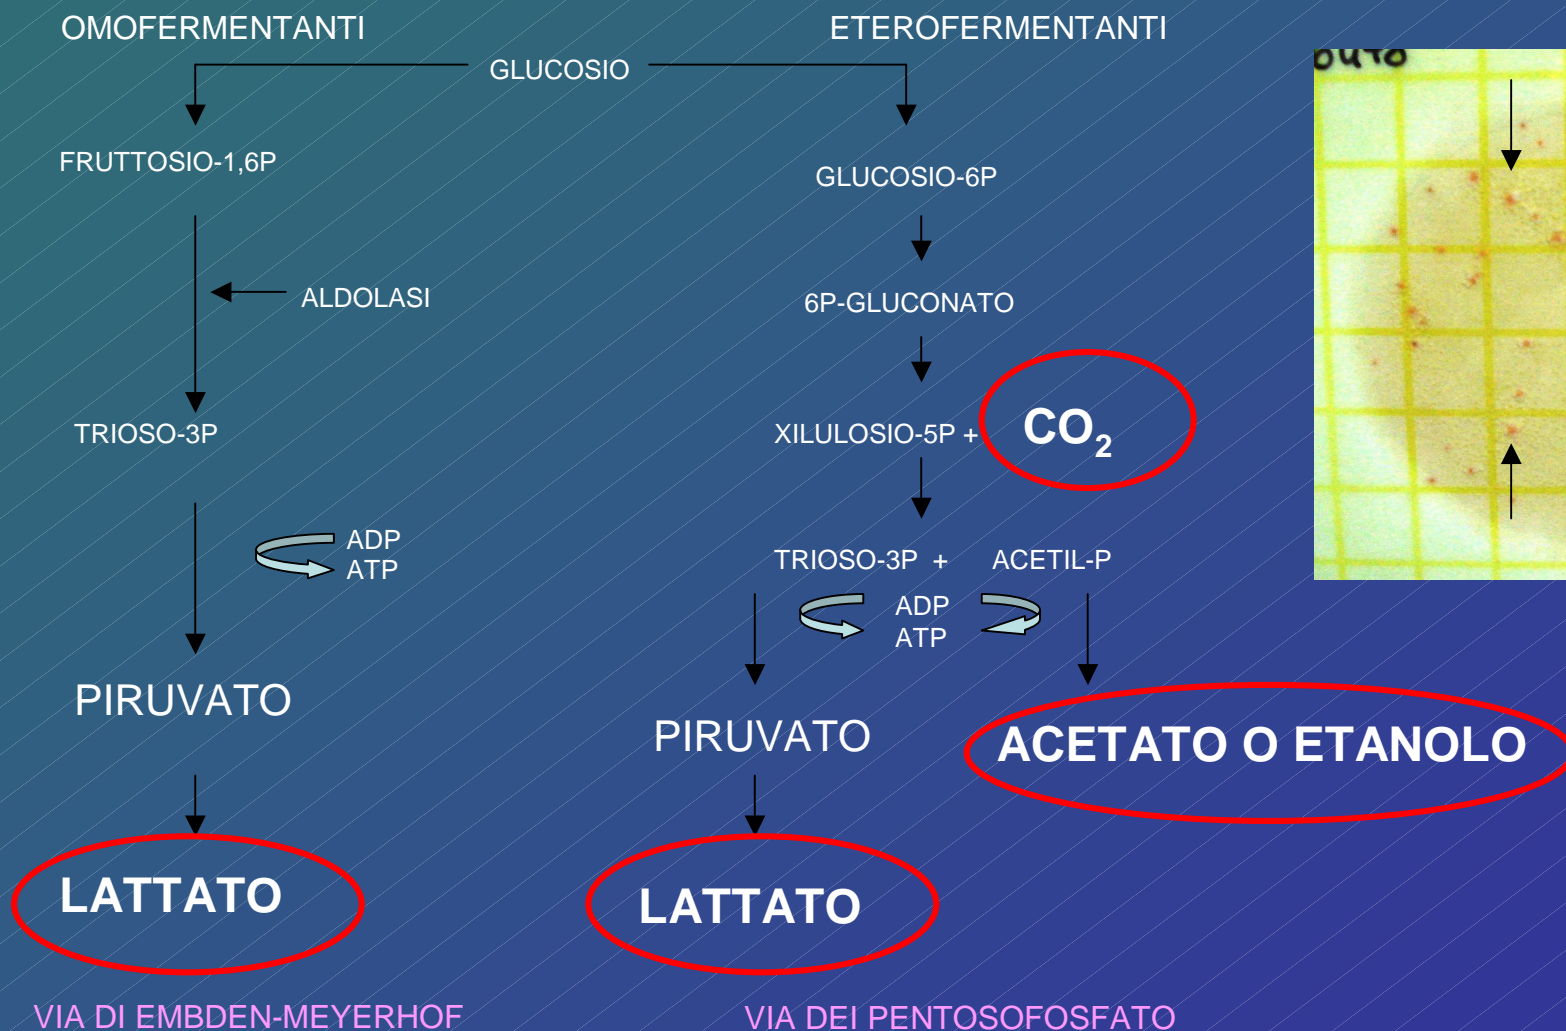 OMOFERMENTANTI
ETEROFERMENTANTI
GLUCOSIO
FRUTTOSIO-1,6P
GLUCOSIO-6P
ALDOLASI
6P-GLUCONATO
TRIOSO-3P
XILULOSIO-5P + CO₂
ADP
ATP
TRIOSO-3P + ACETIL-P
ADP
ATP
PIRUVATO
PIRUVATO
ACETATO O ETANOLO
LATTATO
LATTATO
VIA DI EMBDEN-MEYERHOF
VIA DEI PENTOSOFOSFATO